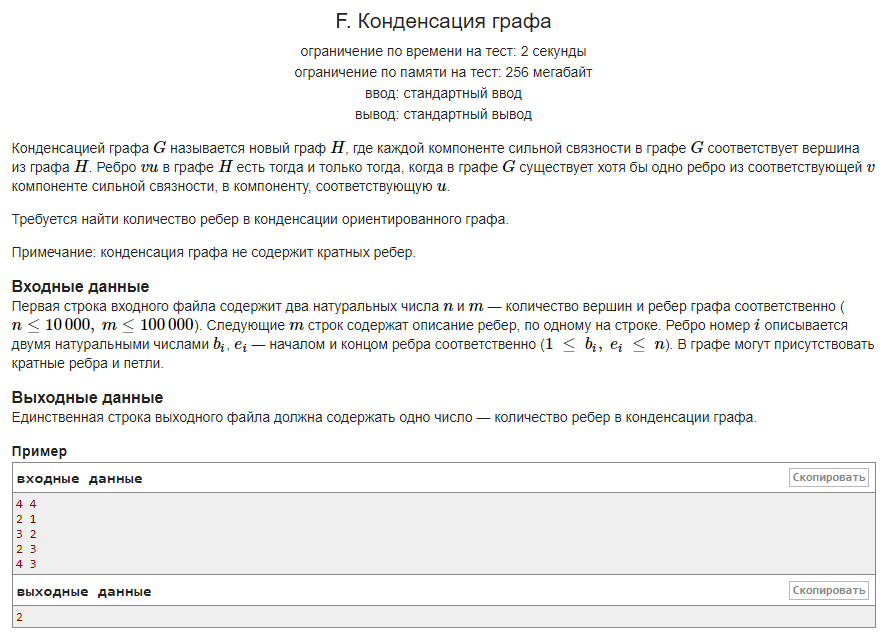 F. Конденсация графа
ограничение по времени на тест: 2 секунды
ограничение по памяти на тест: 256 мегабайт
ввод: стандартный ввод
вывод: стандартный вывод
Конденсацией графа G называется новый граф H, где каждой компоненте сильной связности в графе G соответствует вершина
из графа H. Ребро vu в графе H есть тогда и только тогда, когда в графе G существует хотя бы одно ребро из соответствующей v
компоненте сильной связности, в компоненту, соответствующую u.
Требуется найти количество ребер в конденсации ориентированного графа.
Примечание: конденсация графа не содержит кратных ребер.
Входные данные
Первая строка входного файла содержит два натуральных числа n и m — количество вершин и ребер графа соответственно (
n ≤ 10 000, m ≤ 100 000). Следующие m строк содержат описание ребер, по одному на строке. Ребро номер i описывается
двумя натуральными числами b_i, e_i — началом и концом ребра соответственно (1 ≤ b_i, e_i ≤ n). В графе могут присутствовать
кратные ребра и петли.
Выходные данные
Единственная строка выходного файла должна содержать одно число — количество ребер в конденсации графа.
Пример
входные данные Скопировать
4 4
2 1
3 2
2 3
4 3
выходные данные Скопировать
2